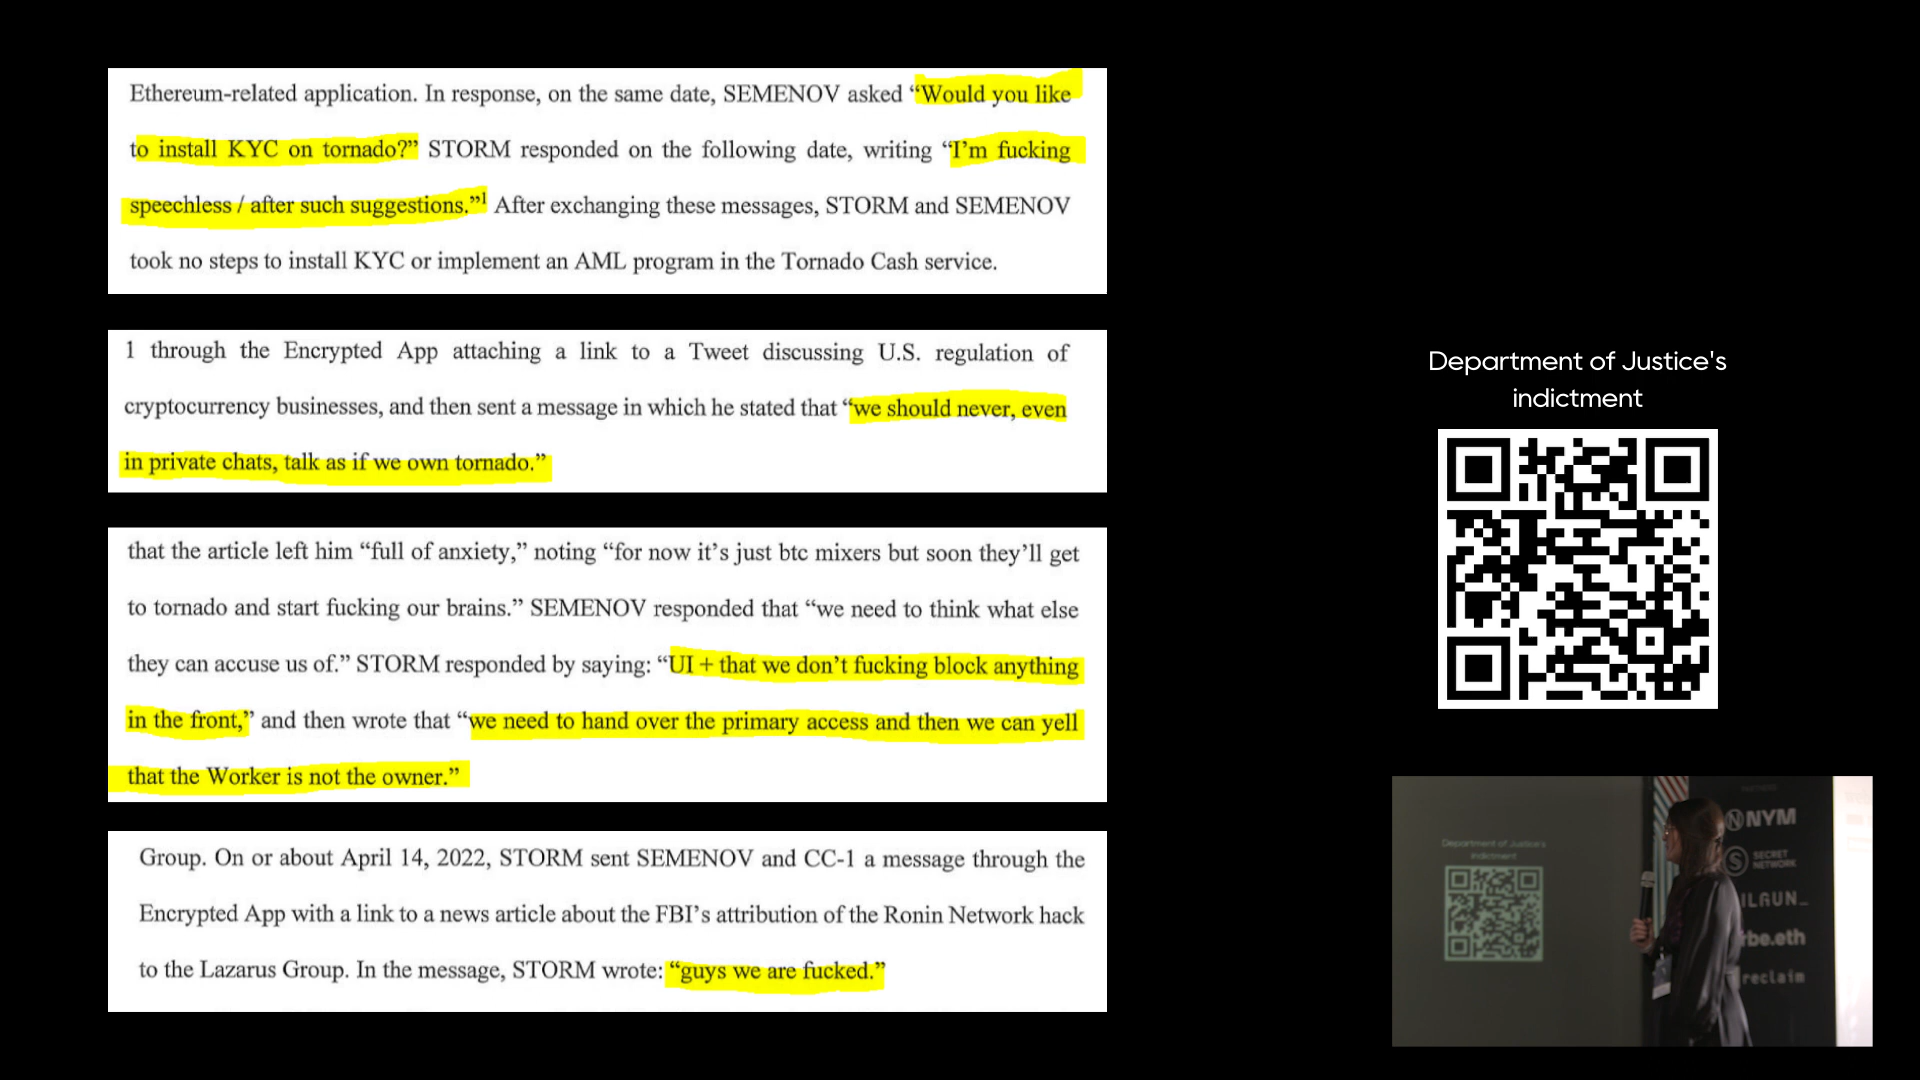 Ethereum-related application. In response, on the same date, SEMENOV asked “Would you like
to install KYC on tornado?” STORM responded on the following date, writing “I’m fucking
speechless / after such suggestions.”1 After exchanging these messages, STORM and SEMENOV
took no steps to install KYC or implement an AML program in the Tornado Cash service.
1 through the Encrypted App attaching a link to a Tweet discussing U.S. regulation of
cryptocurrency businesses, and then sent a message in which he stated that “we should never, even
in private chats, talk as if we own tornado.”
that the article left him “full of anxiety,” noting “for now it’s just btc mixers but soon they’ll get
to tornado and start fucking our brains.” SEMENOV responded that “we need to think what else
they can accuse us of.” STORM responded by saying: “UI + that we don’t fucking block anything
in the front,” and then wrote that “we need to hand over the primary access and then we can yell
that the Worker is not the owner.”
Group. On or about April 14, 2022, STORM sent SEMENOV and CC-1 a message through the
Encrypted App with a link to a news article about the FBI’s attribution of the Ronin Network hack
to the Lazarus Group. In the message, STORM wrote: “guys we are fucked.”
Department of Justice's
indictment
Department of Justice's
indictment
NYM
SECRET
NETWORK
ILGUN_
rbe.eth
reclaim